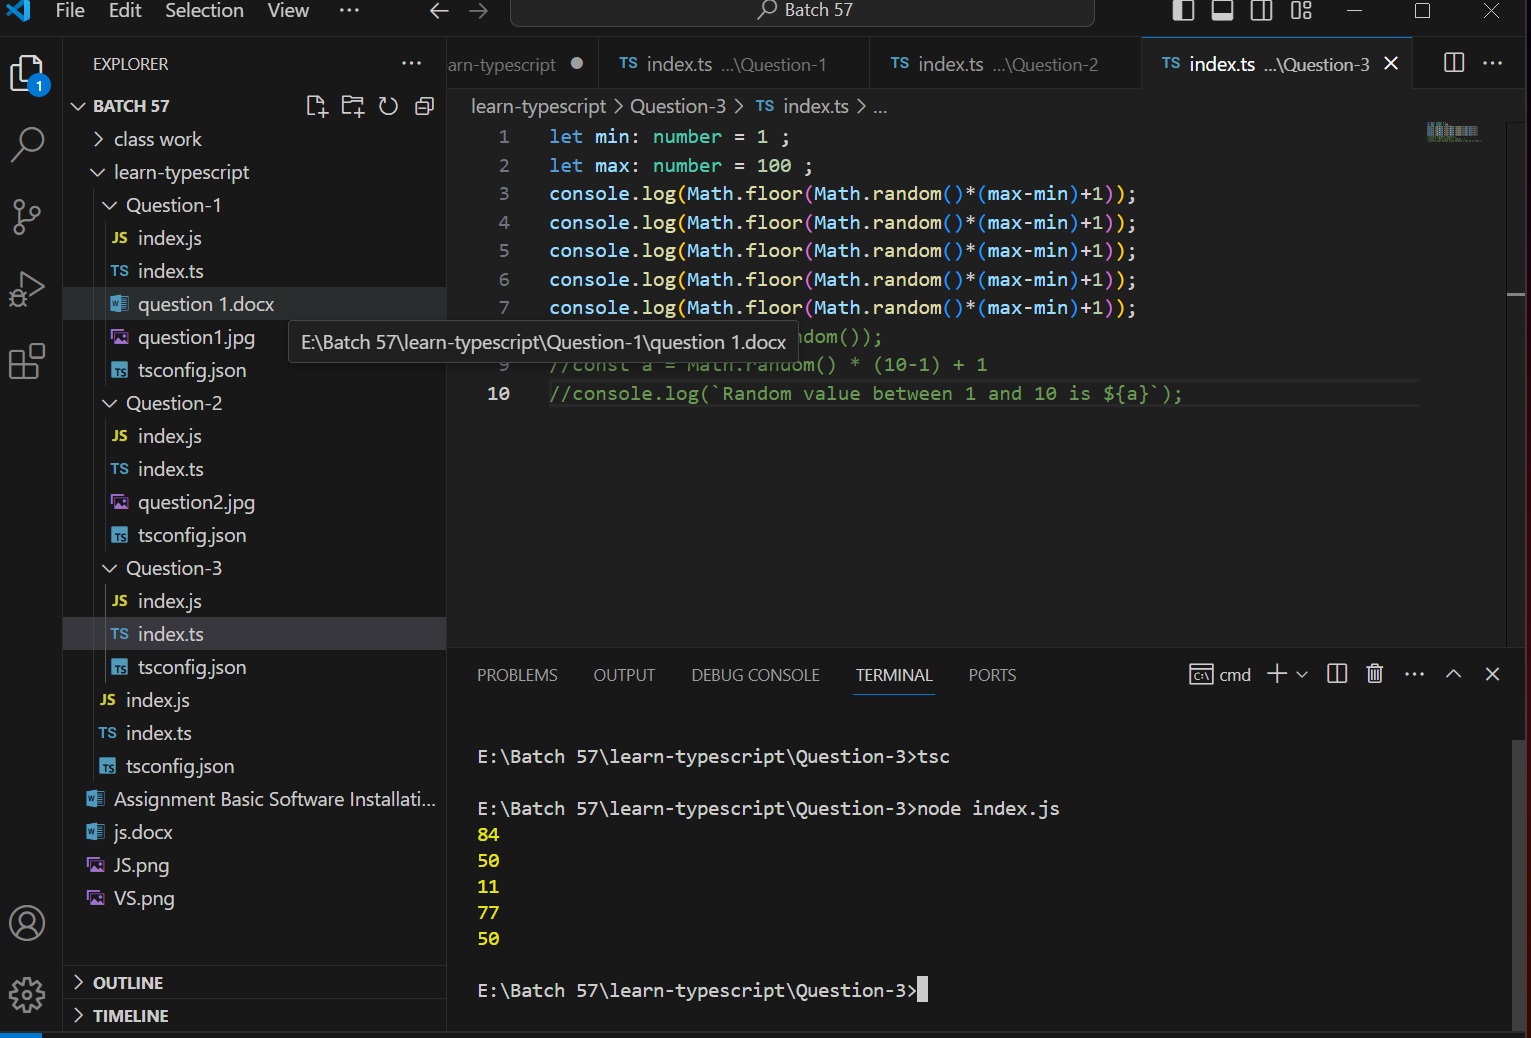 File Edit Selection View ··· Batch 57
EXPLORER ···
1
BATCH 57
class work
learn-typescript
Question-1
JS index.js
TS index.ts
question 1.docx
question1.jpg
tsconfig.json
Question-2
JS index.js
TS index.ts
question2.jpg
tsconfig.json
Question-3
JS index.js
TS index.ts
tsconfig.json
JS index.js
TS index.ts
tsconfig.json
Assignment Basic Software Installati...
js.docx
JS.png
VS.png
OUTLINE
TIMELINE
arn-typescript TS index.ts ...\Question-1 TS index.ts ...\Question-2 TS index.ts ...\Question-3 ···
learn-typescript > Question-3 > TS index.ts > ...
1 let min: number = 1 ;
2 let max: number = 100 ;
3 console.log(Math.floor(Math.random()*(max-min)+1));
4 console.log(Math.floor(Math.random()*(max-min)+1));
5 console.log(Math.floor(Math.random()*(max-min)+1));
6 console.log(Math.floor(Math.random()*(max-min)+1));
7 console.log(Math.floor(Math.random()*(max-min)+1));
E:\Batch 57\learn-typescript\Question-1\question 1.docx ndom());
9 //const a = Math.random() * (10-1) + 1
10 //console.log(`Random value between 1 and 10 is ${a}`);
PROBLEMS OUTPUT DEBUG CONSOLE TERMINAL PORTS cmd ···
E:\Batch 57\learn-typescript\Question-3>tsc
E:\Batch 57\learn-typescript\Question-3>node index.js
84
50
11
77
50
E:\Batch 57\learn-typescript\Question-3>